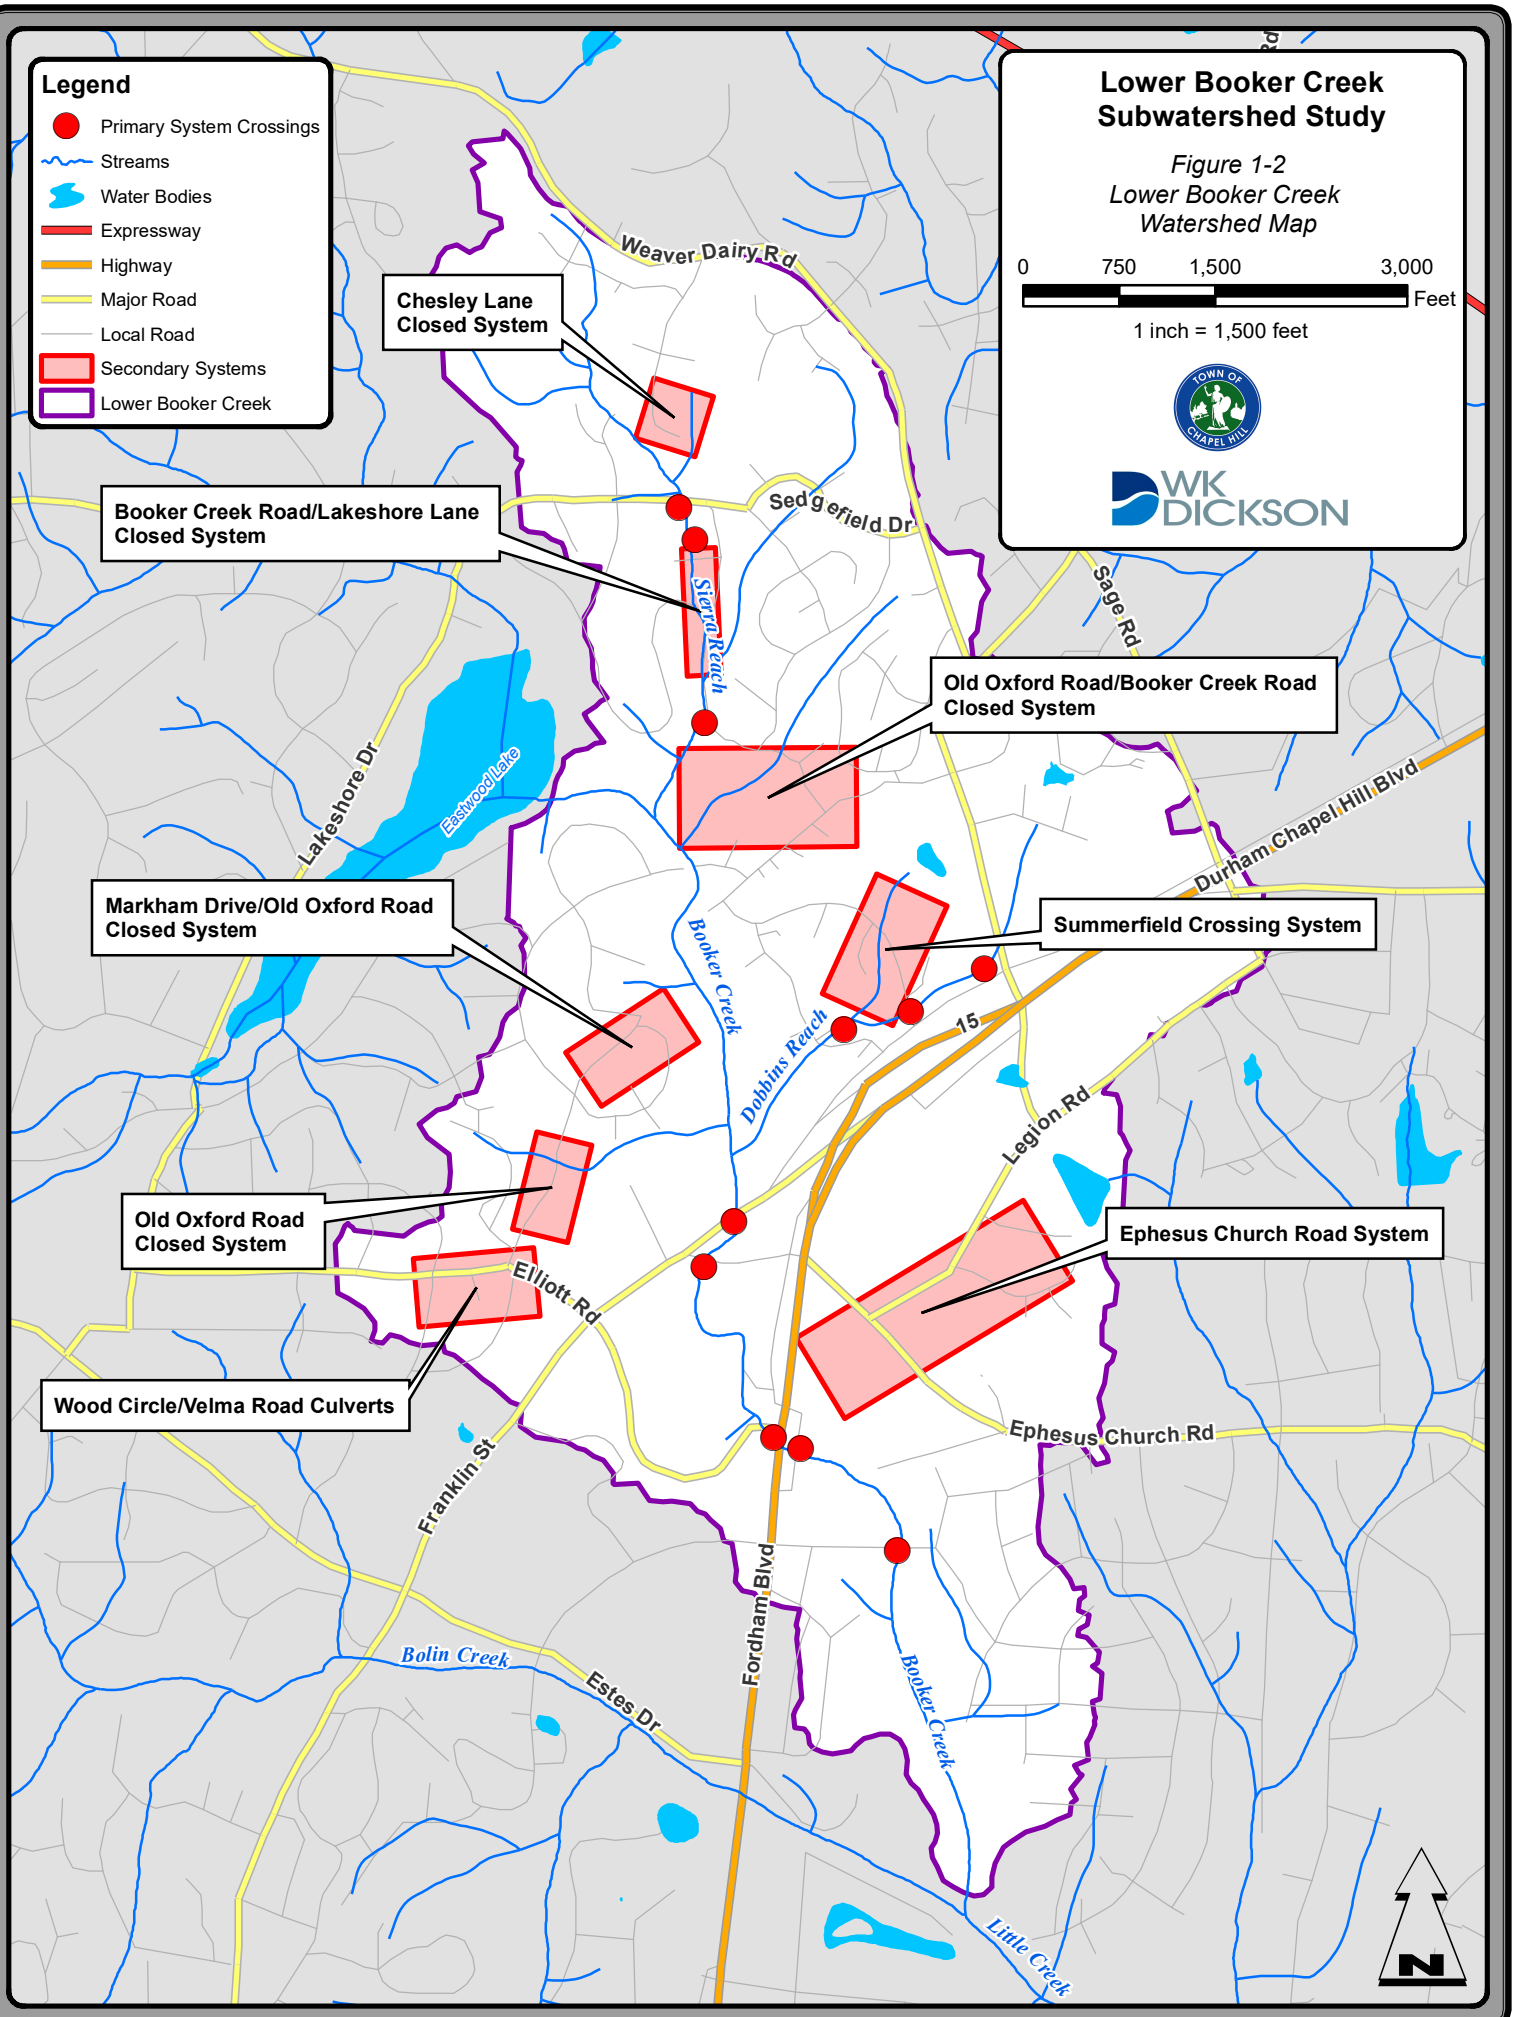 Legend
Primary System Crossings
Streams
Water Bodies
Expressway
Highway
Major Road
Local Road
Secondary Systems
Lower Booker Creek
Rd
Lower Booker Creek
Subwatershed Study
Figure 1-2
Lower Booker Creek
Watershed Map
0 750 1,500 3,000
Feet
1 inch = 1,500 feet
TOWN OF
CHAPEL HILL
WK
DICKSON
Weaver Dairy Rd
Chesley Lane
Closed System
Sedgefield Dr
Booker Creek Road/Lakeshore Lane
Closed System
Sierra Reach
Sage Rd
Old Oxford Road/Booker Creek Road
Closed System
Lakeshore Dr
Eastwood Lake
Durham Chapel Hill Blvd
Markham Drive/Old Oxford Road
Closed System
Booker Creek
Summerfield Crossing System
15
Dobbins Reach
Legion Rd
Old Oxford Road
Closed System
Ephesus Church Road System
Elliott Rd
Wood Circle/Velma Road Culverts
Ephesus Church Rd
Franklin St
Fordham Blvd
Bolin Creek
Estes Dr
Booker Creek
Little Creek
N